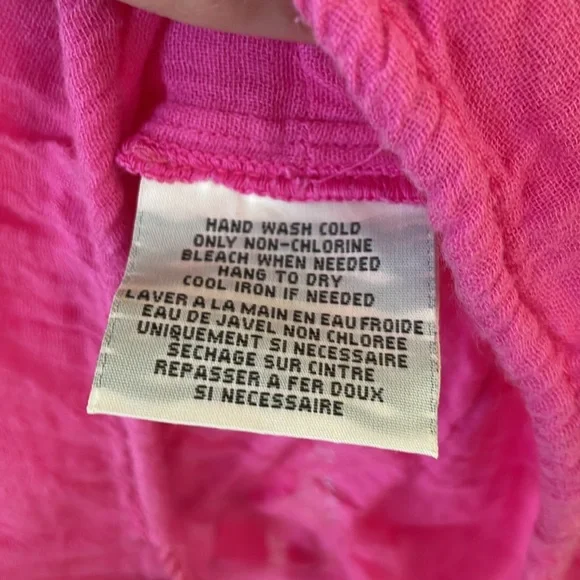 HAND WASH COLD
ONLY NON-CHLORINE
BLEACH WHEN NEEDED
HANG TO DRY
COOL IRON IF NEEDED
LAVER A LA MAIN EN EAU FROIDE
EAU DE JAVEL NON CHLOREE
UNIQUEMENT SI NECESSAIRE
SECHAGE SUR CINTRE
REPASSER A FER DOUX
SI NECESSAIRE